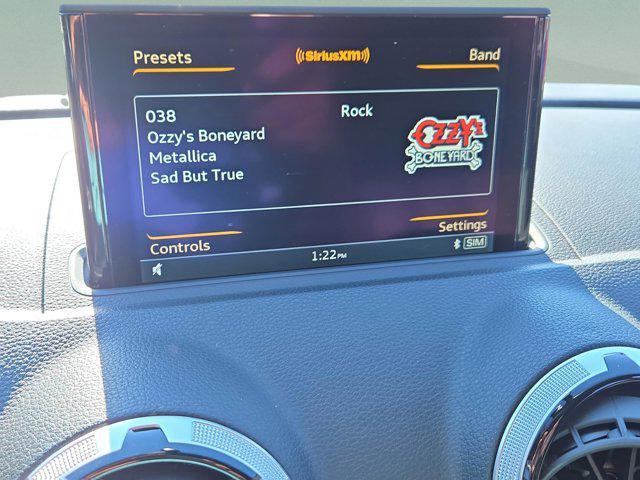 Presets
SiriusXM
Band
038
Rock
Ozzy's Boneyard
Metallica
Sad But True
OZZY'S
BONEYARD
Controls
Settings
1:22PM
SIM